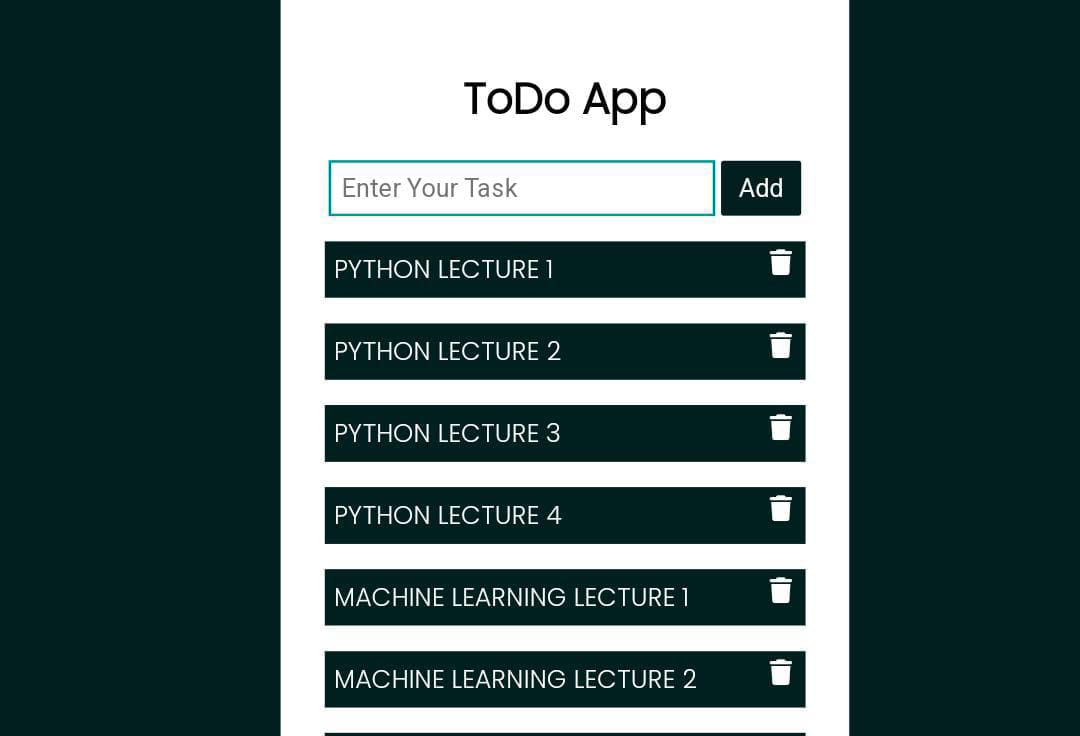 ToDo App
Enter Your Task
Add
PYTHON LECTURE 1
PYTHON LECTURE 2
PYTHON LECTURE 3
PYTHON LECTURE 4
MACHINE LEARNING LECTURE 1
MACHINE LEARNING LECTURE 2